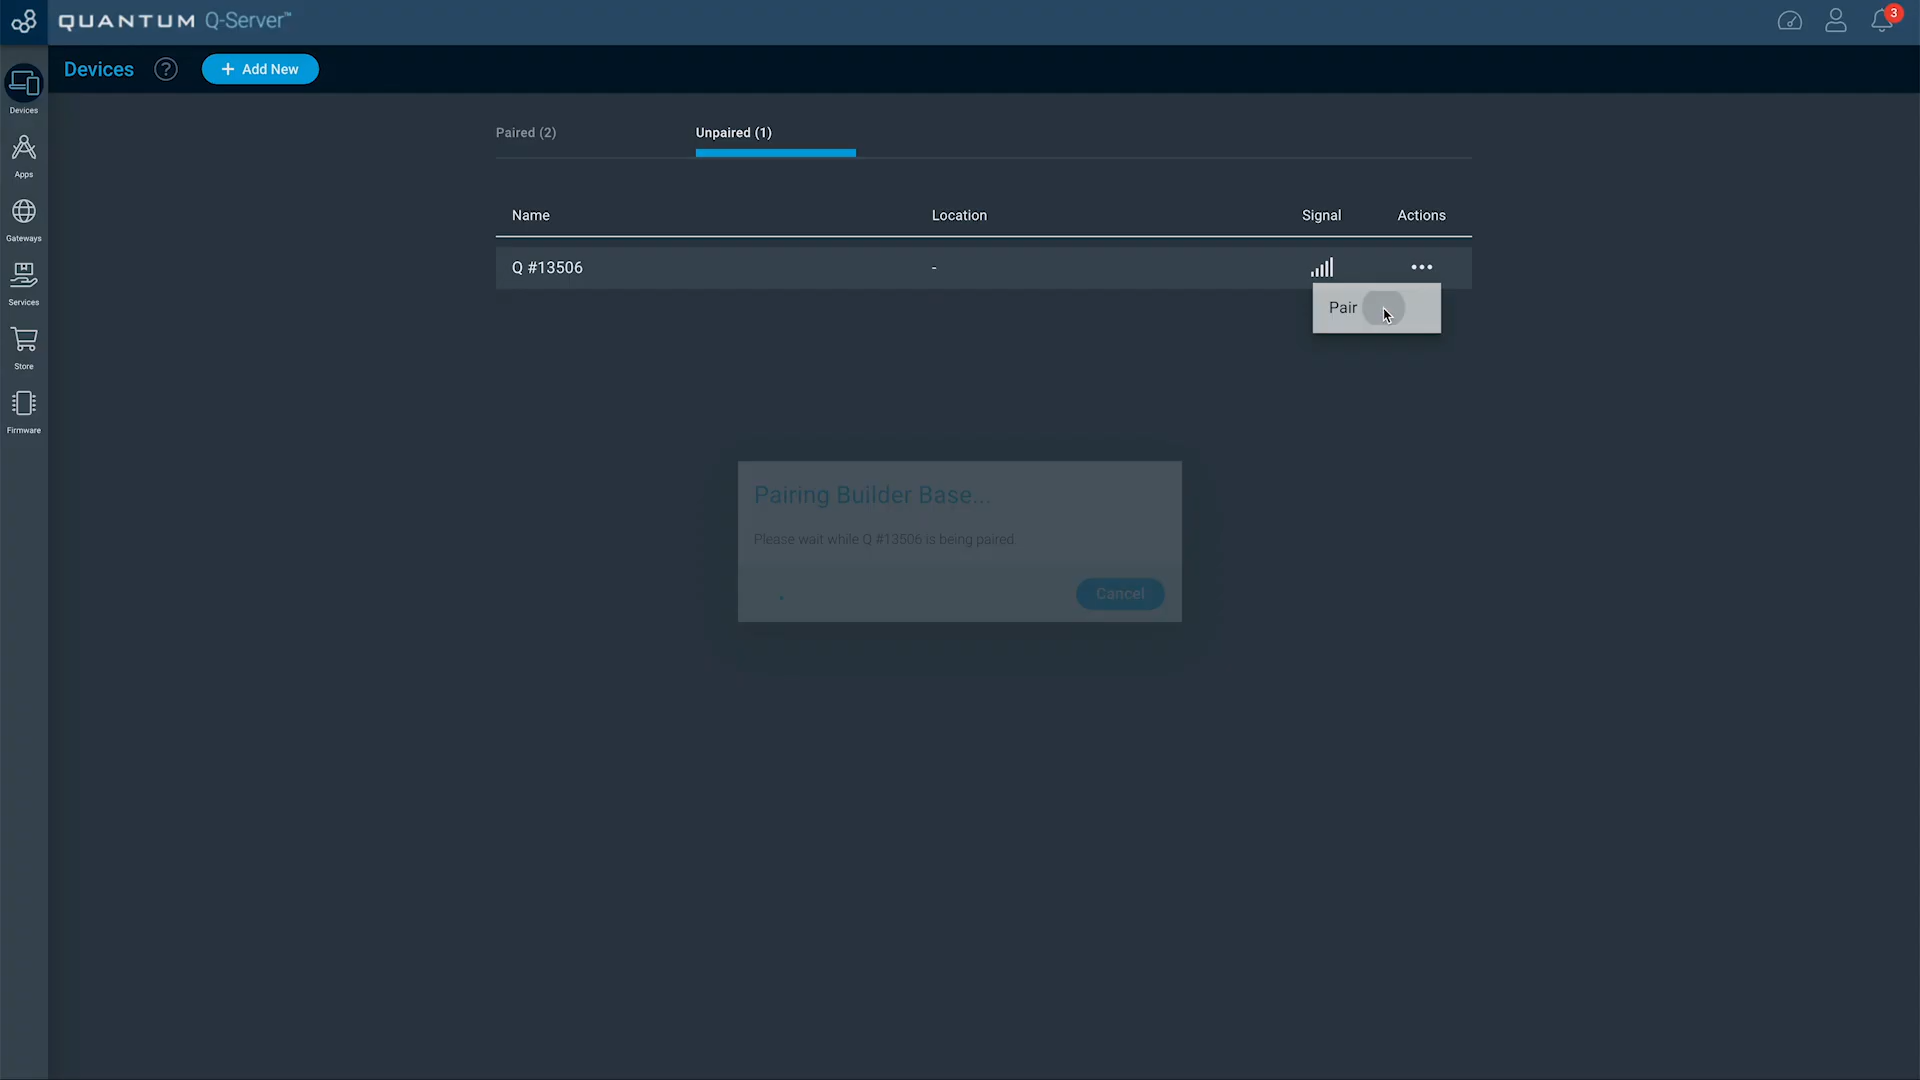 QUANTUM Q-Server™
3
Devices
?
+ Add New
Devices
Apps
Gateways
Services
Store
Firmware
Paired (2)
Unpaired (1)
Name Location Signal Actions
Q #13506 -
Pair
Pairing Builder Base...
Please wait while Q #13506 is being paired
Cancel